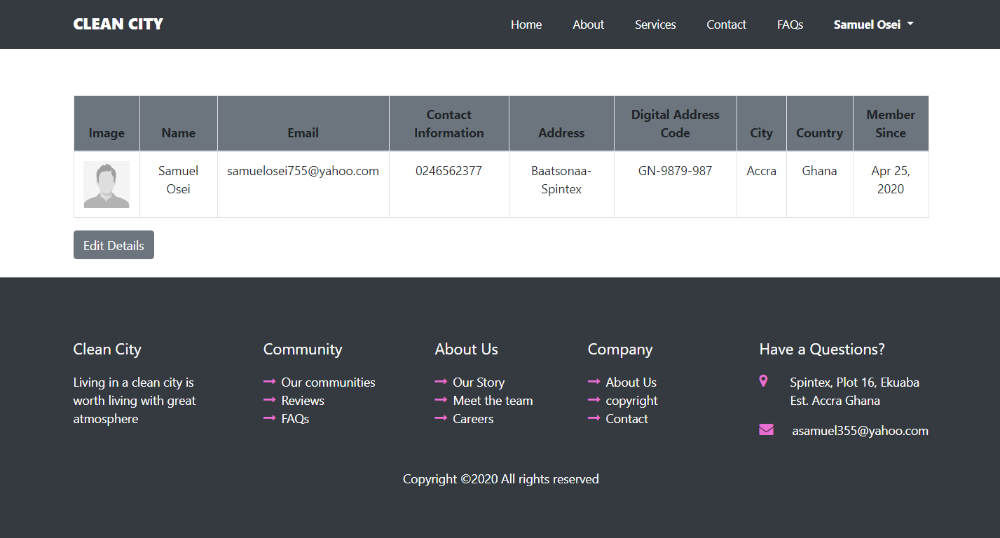 CLEAN CITY
Home About Services Contact FAQs Samuel Osei
Image Name Email Contact Information Address Digital Address Code City Country Member Since
Samuel Osei samuelosei755@yahoo.com 0246562377 Baatsonaa-Spintex GN-9879-987 Accra Ghana Apr 25, 2020
Edit Details
Clean City
Living in a clean city is
worth living with great
atmosphere
Community
Our communities
Reviews
FAQs
About Us
Our Story
Meet the team
Careers
Company
About Us
copyright
Contact
Have a Questions?
Spintex, Plot 16, Ekuaba
Est. Accra Ghana
asamuel355@yahoo.com
Copyright ©2020 All rights reserved